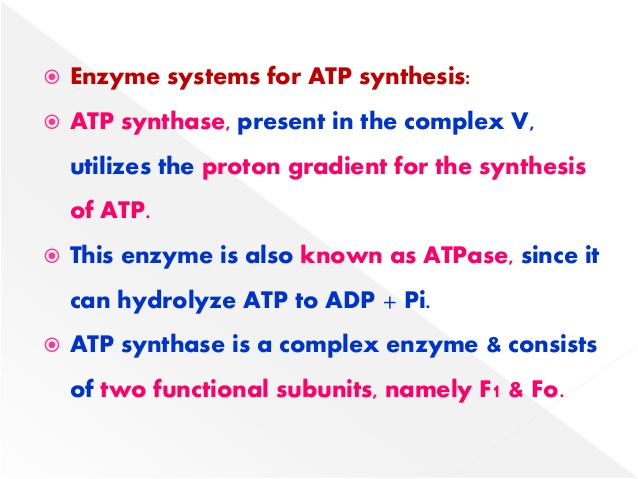 Enzyme systems for ATP synthesis:
ATP synthase, present in the complex V,
utilizes the proton gradient for the synthesis
of ATP.
This enzyme is also known as ATPase, since it
can hydrolyze ATP to ADP + Pi.
ATP synthase is a complex enzyme & consists
of two functional subunits, namely F1 & Fo.